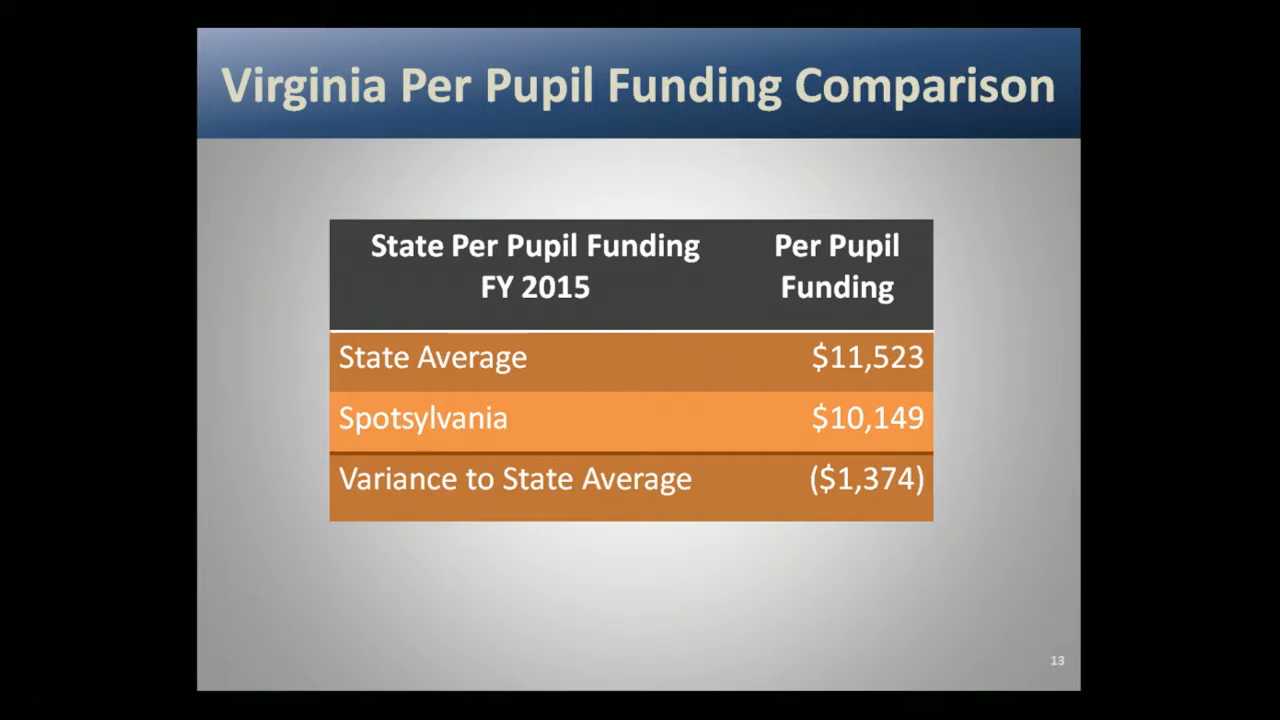 Virginia Per Pupil Funding Comparison
State Per Pupil Funding Per Pupil
FY 2015 Funding
State Average $11,523
Spotsylvania $10,149
Variance to State Average ($1,374)
13